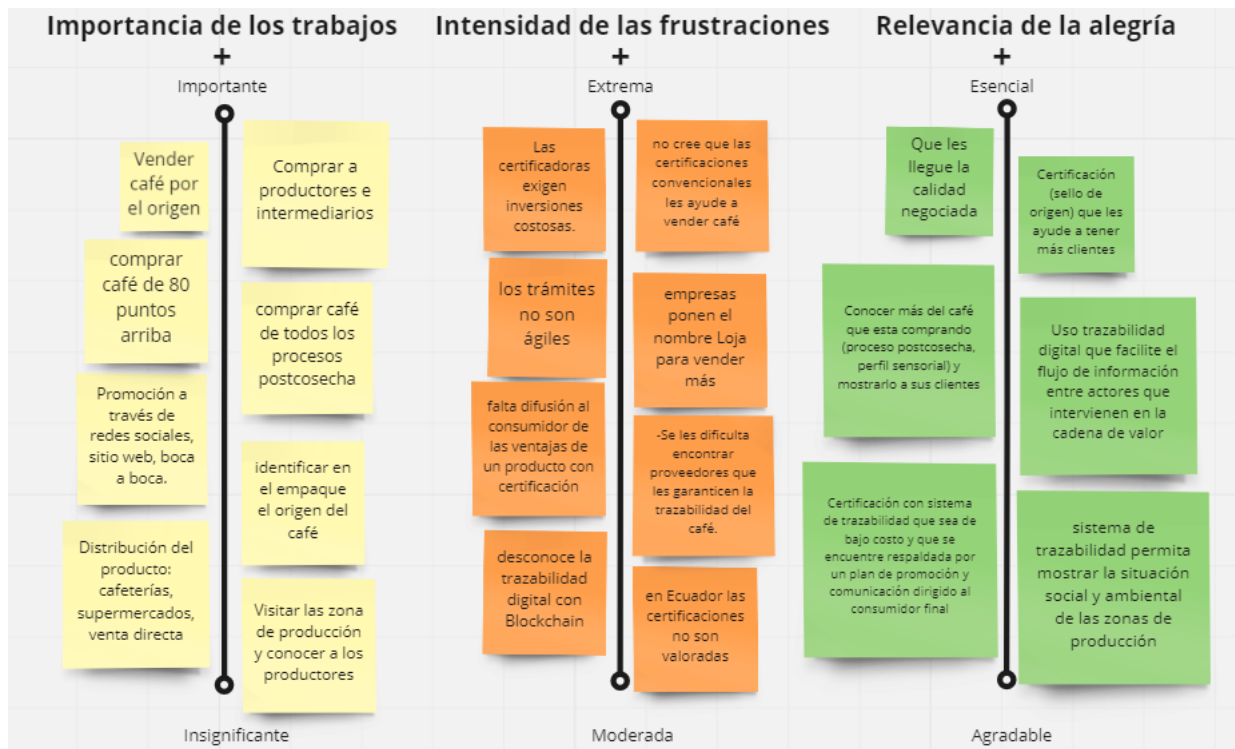 Importancia de los trabajos
+
Importante
Vender
café por
el origen
Comprar a
productores e
intermediarios
comprar
café de 80
puntos
arriba
comprar café
de todos los
procesos
postcosecha
Promoción a
través de
redes sociales,
sitio web, boca
a boca.
identificar en
el empaque
el origen del
café
Distribución del
producto:
cafeterías,
supermercados,
venta directa
Visitar las zona
de producción
y conocer a los
productores
Insignificante
Intensidad de las frustraciones
+
Extrema
Las
certificadoras
exigen
inversiones
costosas.
no cree que las
certificaciones
convencionales
les ayude a
vender café
los trámites
no son
ágiles
empresas
ponen el
nombre Loja
para vender
más
falta difusión al
consumidor de
las ventajas de
un producto con
certificación
-Se les dificulta
encontrar
proveedores que
les garanticen la
trazabilidad del
café.
desconoce la
trazabilidad
digital con
Blockchain
en Ecuador las
certificaciones
no son
valoradas
Moderada
Relevancia de la alegría
+
Esencial
Que les
llegue la
calidad
negociada
Certificación
(sello de
origen) que les
ayude a tener
más clientes
Conocer más del café
que esta comprando
(proceso postcosecha,
perfil sensorial) y
mostrarlo a sus clientes
Uso trazabilidad
digital que facilite el
flujo de información
entre actores que
intervienen en la
cadena de valor
Certificación con sistema
de trazabilidad que sea de
bajo costo y que se
encuentre respaldada por
un plan de promoción y
comunicación dirigido al
consumidor final
sistema de
trazabilidad permita
mostrar la situación
social y ambiental
de las zonas de
producción
Agradable